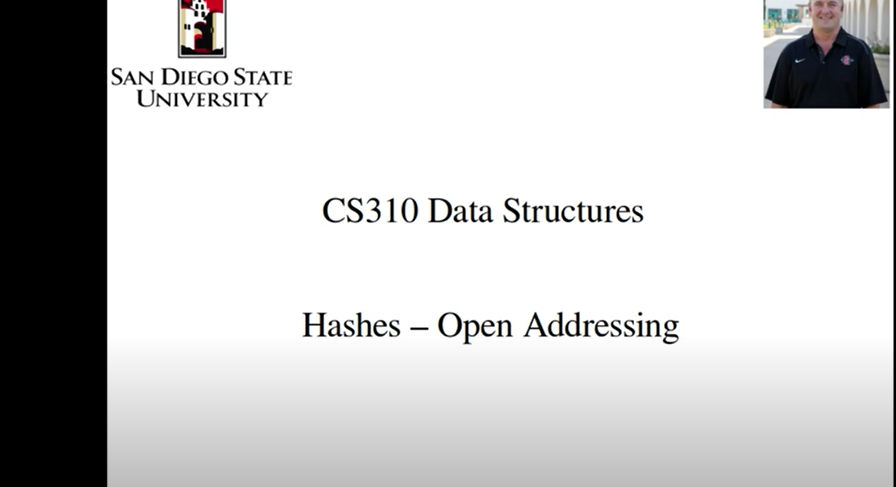 SAN DIEGO STATE
UNIVERSITY
CS310 Data Structures
Hashes – Open Addressing